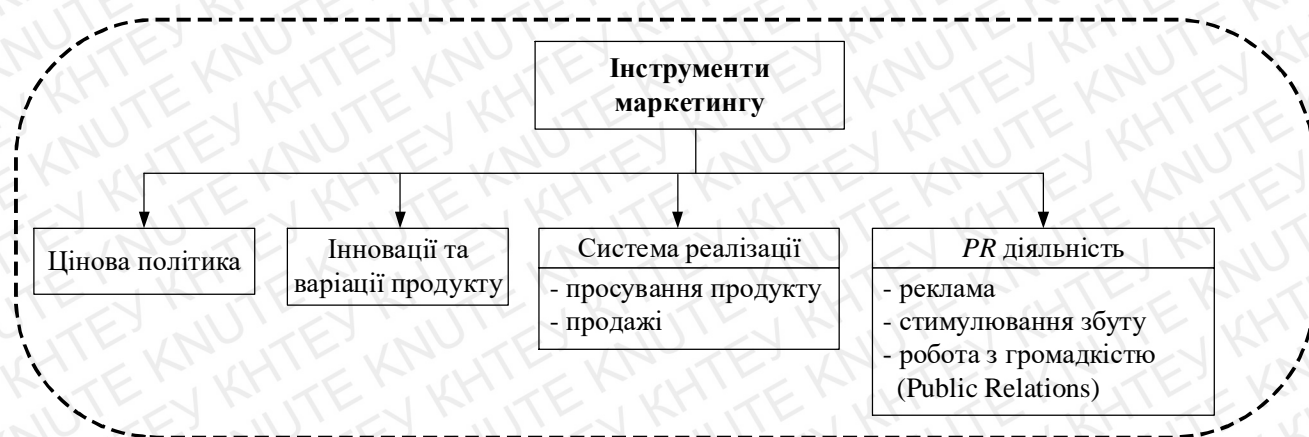 Інструменти
маркетингу
Цінова політика
Інновації та
варіації продукту
Система реалізації
- просування продукту
- продажі
PR діяльність
- реклама
- стимулювання збуту
- робота з громадкістю
(Public Relations)